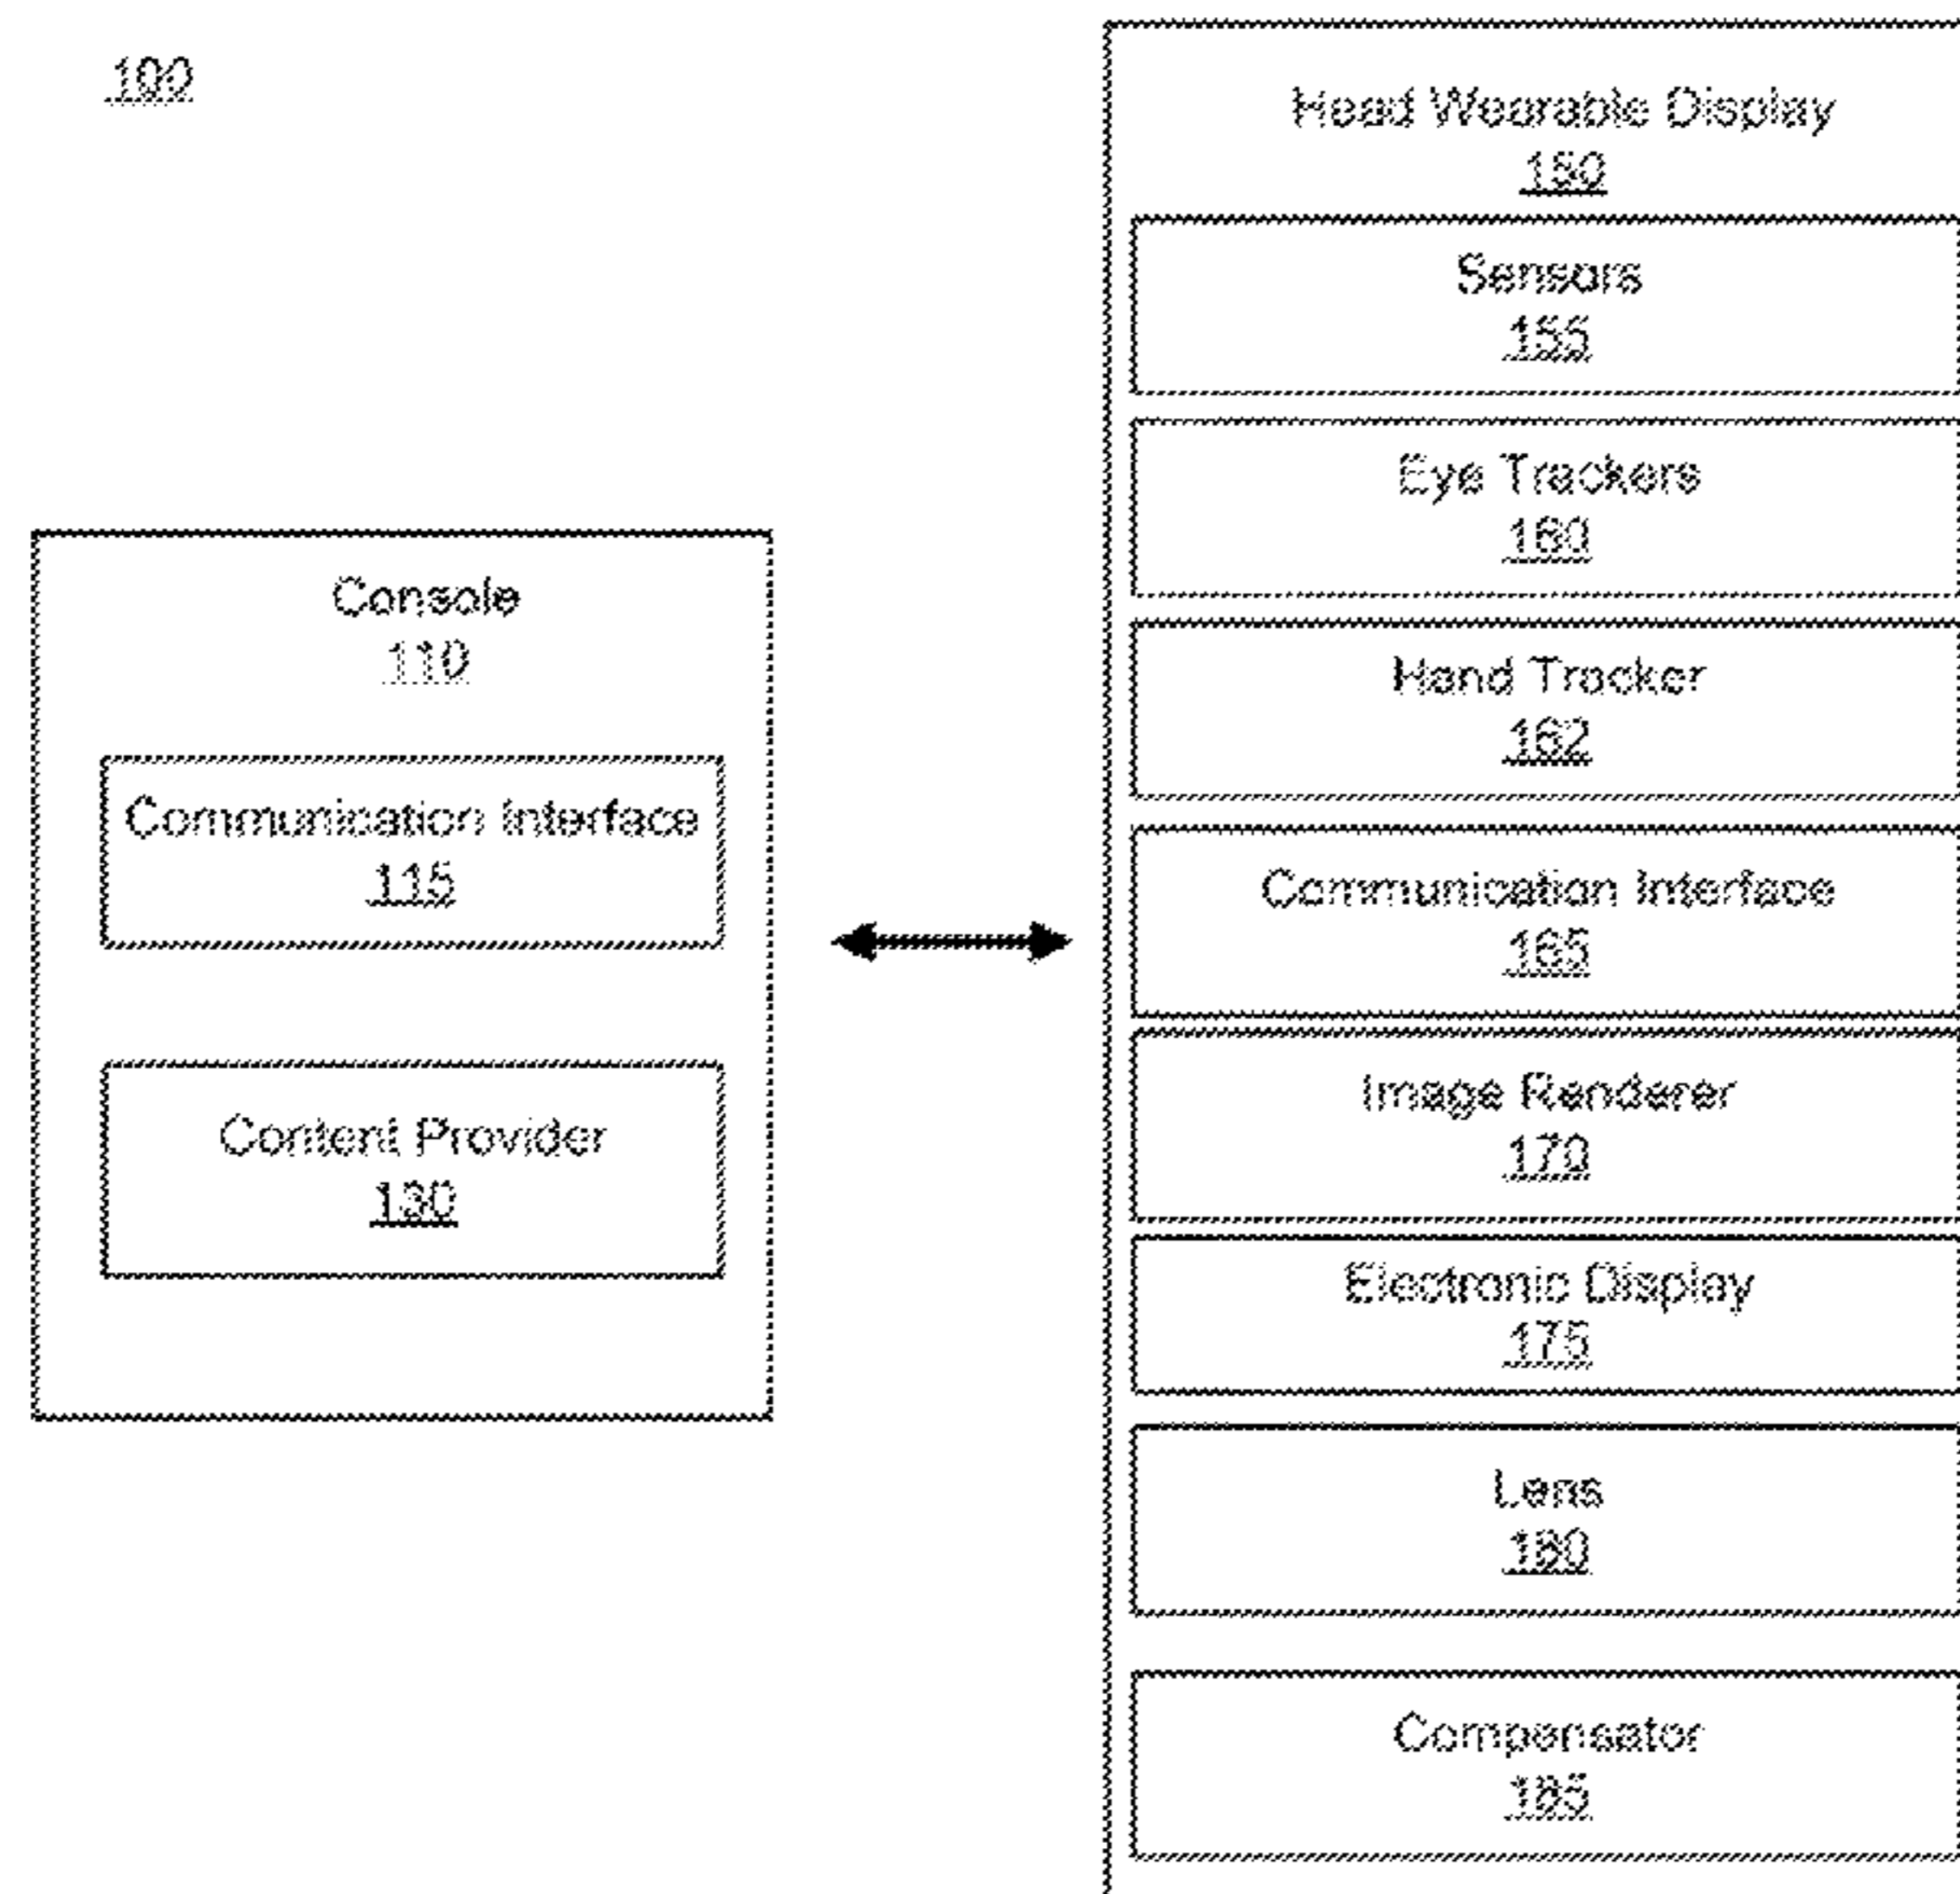 100
Console
110
Communication Interface
115
Content Provider
130
Head Wearable Display
150
Sensors
155
Eye Trackers
160
Hand Tracker
162
Communication Interface
165
Image Renderer
170
Electronic Display
175
Lens
180
Compensator
185